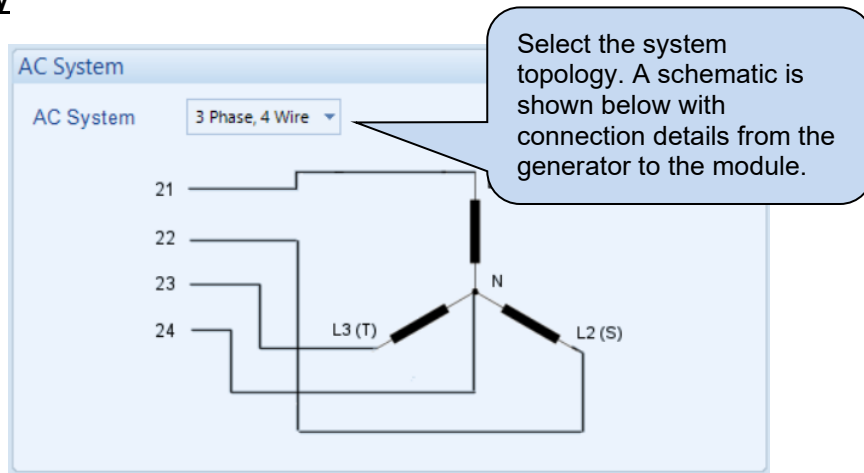 y
AC System
AC System
3 Phase, 4 Wire
Select the system
topology. A schematic is
shown below with
connection details from the
generator to the module.
21
22
23
24
N
L3 (T)
L2 (S)